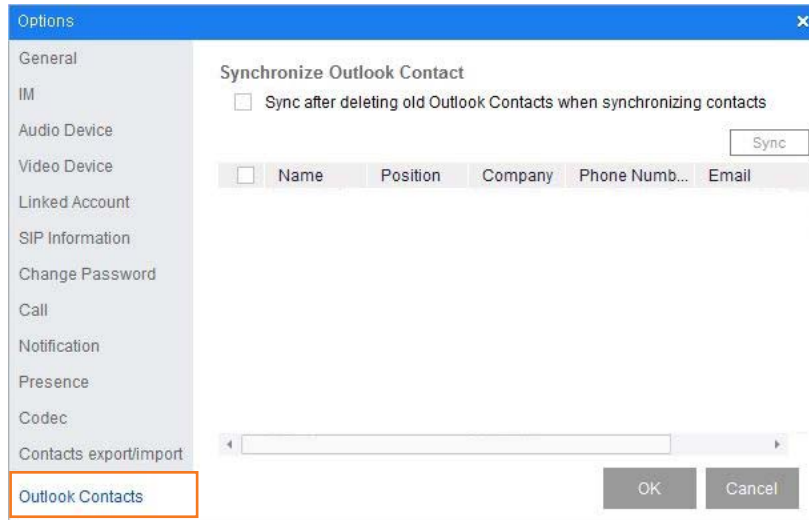 Options
General
IM
Audio Device
Video Device
Linked Account
SIP Information
Change Password
Call
Notification
Presence
Codec
Contacts export/import
Outlook Contacts
Synchronize Outlook Contact
Sync after deleting old Outlook Contacts when synchronizing contacts
Sync
Name Position Company Phone Numb... Email
OK Cancel